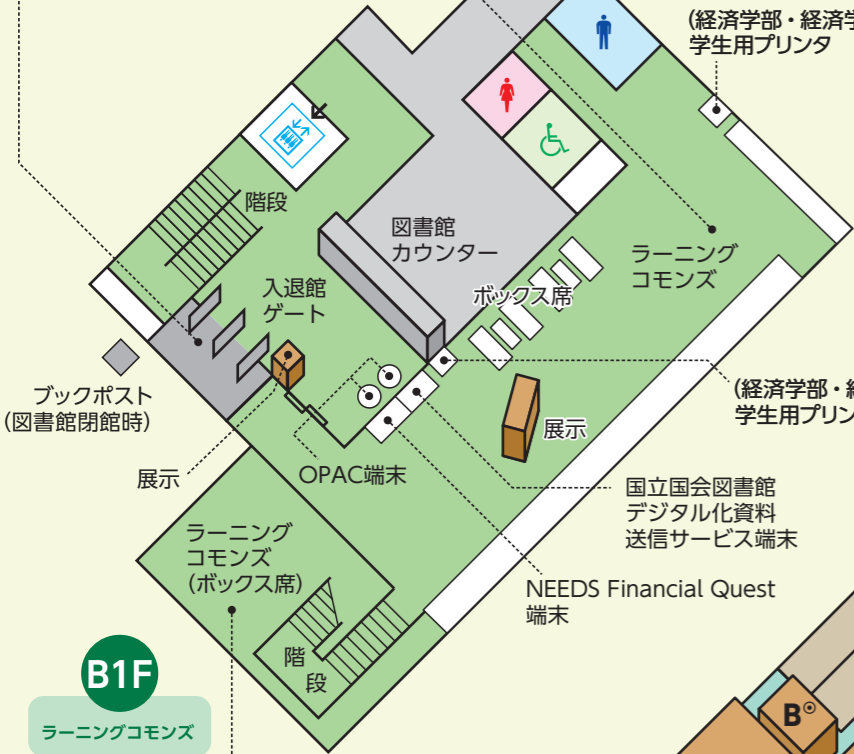 (経済学部・経済学
学生用プリンタ
階段
図書館
カウンター
ラーニング
コモンズ
入退館
ゲート
ボックス席
ブックポスト
(図書館閉館時)
(経済学部・経
学生用プリン
展示
展示
OPAC端末
国立国会図書館
デジタル化資料
送信サービス端末
ラーニング
コモンズ
(ボックス席)
NEEDS Financial Quest
端末
階
段
B1F
ラーニングコモンズ
B